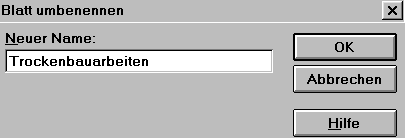 Blatt umbenennen
Neuer Name:
Trockenbauarbeiten
OK
Abbrechen
Hilfe